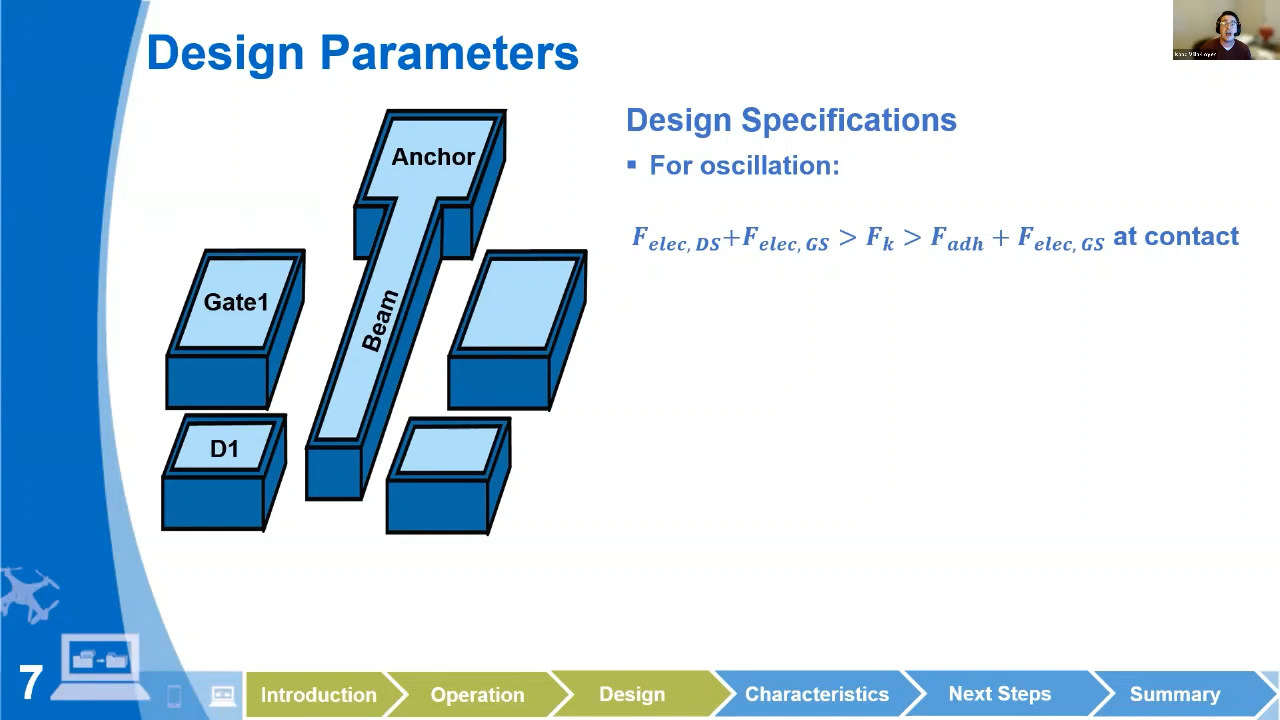 Design Parameters
Design Specifications
▪ For oscillation:
F_elec, DS+F_elec, GS > F_k > F_adh + F_elec, GS at contact
Anchor
Beam
Gate1
D1
7
Introduction
Operation
Design
Characteristics
Next Steps
Summary